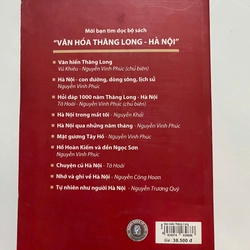 Mời bạn tìm đọc bộ sách
"VĂN HÓA THĂNG LONG - HÀ NỘI"
Văn hiến Thăng Long
Vũ Khiêu - Nguyễn Vinh Phúc (chủ biên)
Hà Nội - con đường, dòng sông, lịch sử
Nguyễn Vinh Phúc
Hỏi đáp 1000 năm Thăng Long - Hà Nội
Tô Hoài - Nguyễn Vinh Phúc (chủ biên)
Hà Nội trong mắt tôi - Nguyễn Khải
Hà Nội qua những năm tháng - Nguyễn Vinh Phúc
Mặt gương Tây Hồ - Nguyễn Vinh Phúc
Hồ Hoàn Kiếm và đền Ngọc Sơn
Nguyễn Vinh Phúc
Chuyện cũ Hà Nội - Tô Hoài
Nhớ và ghi về Hà Nội - Nguyễn Công Hoan
Tự nhiên như người Hà Nội - Nguyễn Trương Quý
Giá: 38.500 đ